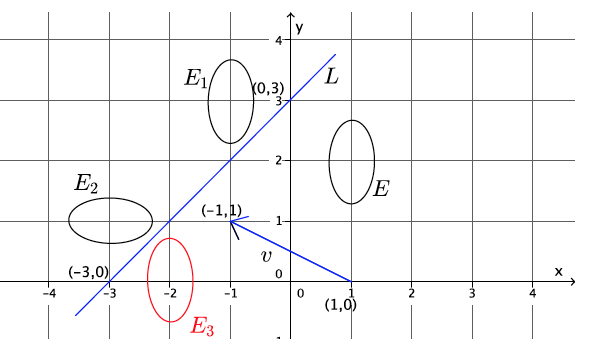 y
4
E₁
(0,3)
L
3
2
E₂
E
(−1,1)
1
v
(−3,0)
0
x
−4 −3 −2 −1 0 1 2 3 4
(1,0)
E₃